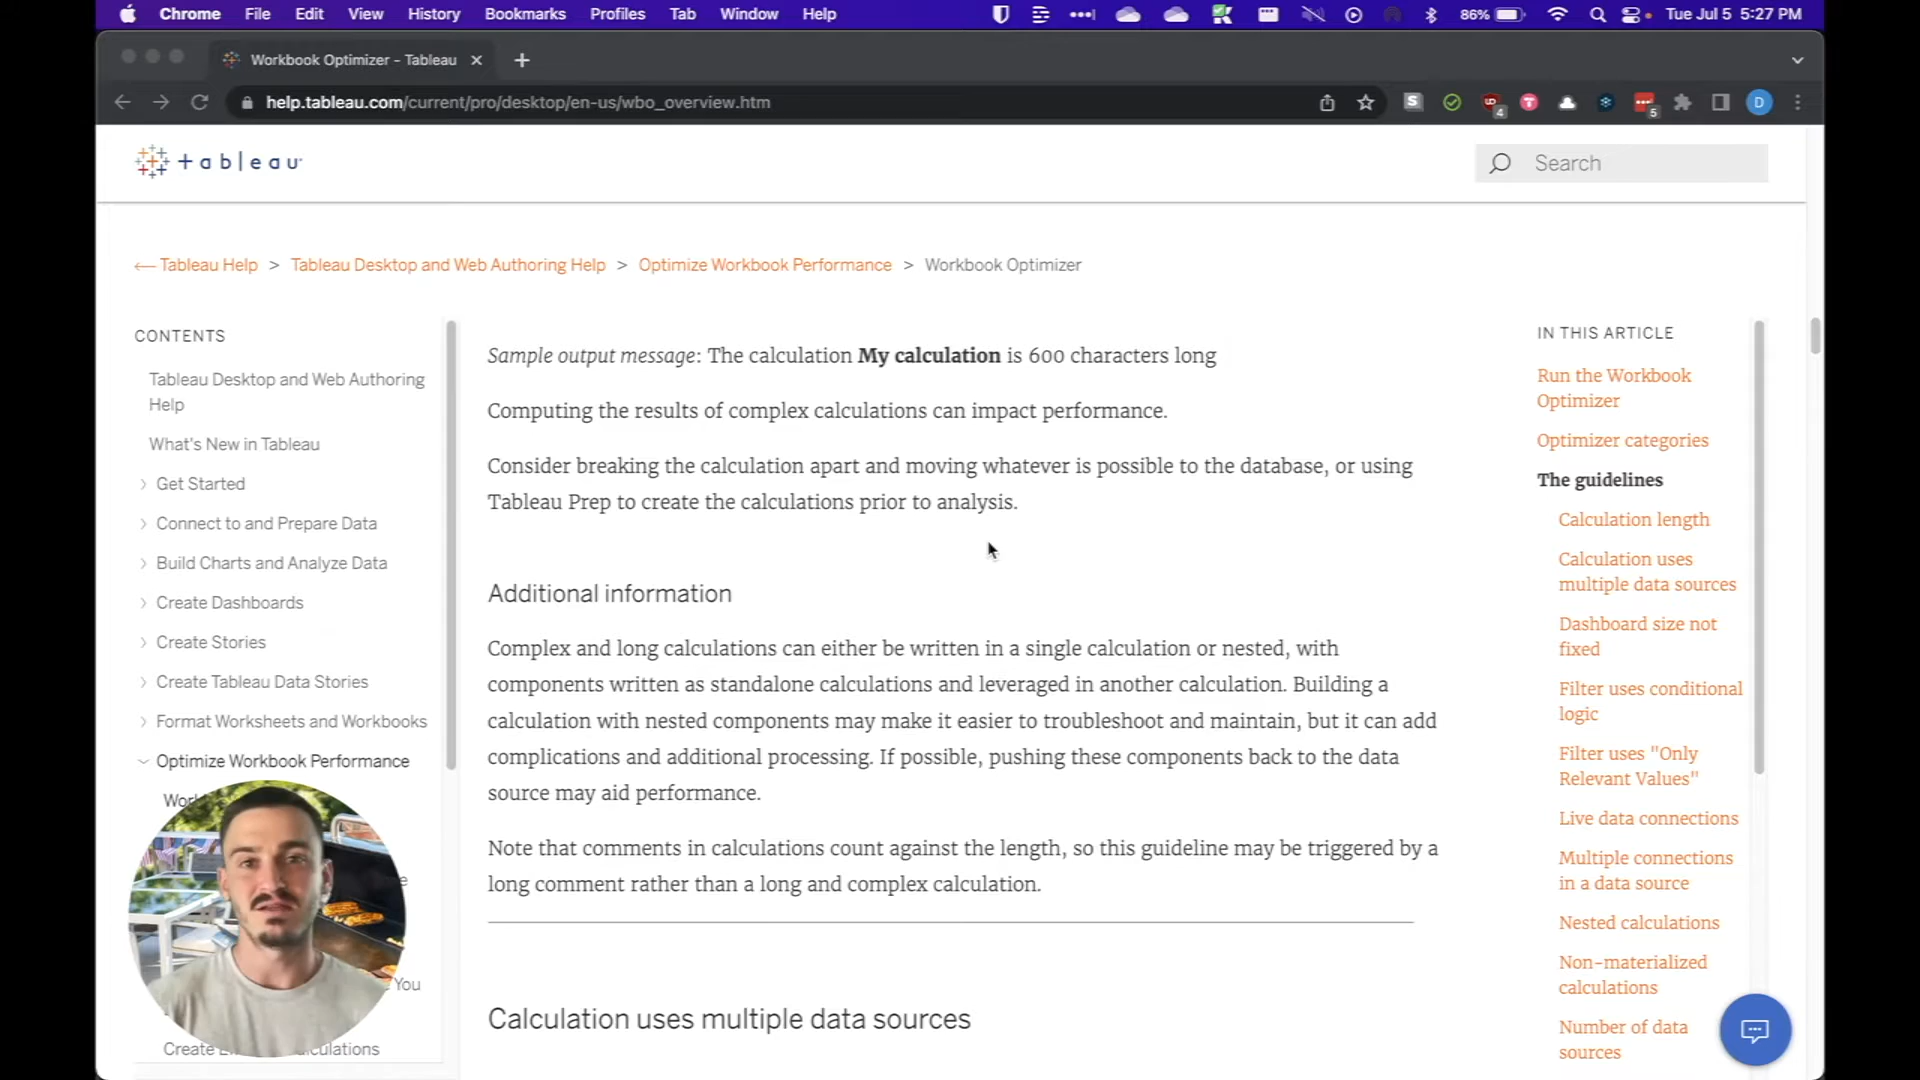 Chrome File Edit View History Bookmarks Profiles Tab Window Help 86% Tue Jul 5 5:27 PM
Workbook Optimizer - Tableau
help.tableau.com/current/pro/desktop/en-us/wbo_overview.htm
S UD 4 T 5 D
+ableau
Search
Tableau Help > Tableau Desktop and Web Authoring Help > Optimize Workbook Performance > Workbook Optimizer
CONTENTS
Tableau Desktop and Web Authoring
Help
What's New in Tableau
Get Started
Connect to and Prepare Data
Build Charts and Analyze Data
Create Dashboards
Create Stories
Create Tableau Data Stories
Format Worksheets and Workbooks
Optimize Workbook Performance
You
Sample output message: The calculation My calculation is 600 characters long
Computing the results of complex calculations can impact performance.
Consider breaking the calculation apart and moving whatever is possible to the database, or using
Tableau Prep to create the calculations prior to analysis.
Additional information
Complex and long calculations can either be written in a single calculation or nested, with
components written as standalone calculations and leveraged in another calculation. Building a
calculation with nested components may make it easier to troubleshoot and maintain, but it can add
complications and additional processing. If possible, pushing these components back to the data
source may aid performance.
Note that comments in calculations count against the length, so this guideline may be triggered by a
long comment rather than a long and complex calculation.
Calculation uses multiple data sources
IN THIS ARTICLE
Run the Workbook
Optimizer
Optimizer categories
The guidelines
Calculation length
Calculation uses
multiple data sources
Dashboard size not
fixed
Filter uses conditional
logic
Filter uses "Only
Relevant Values"
Live data connections
Multiple connections
in a data source
Nested calculations
Non-materialized
calculations
Number of data
sources